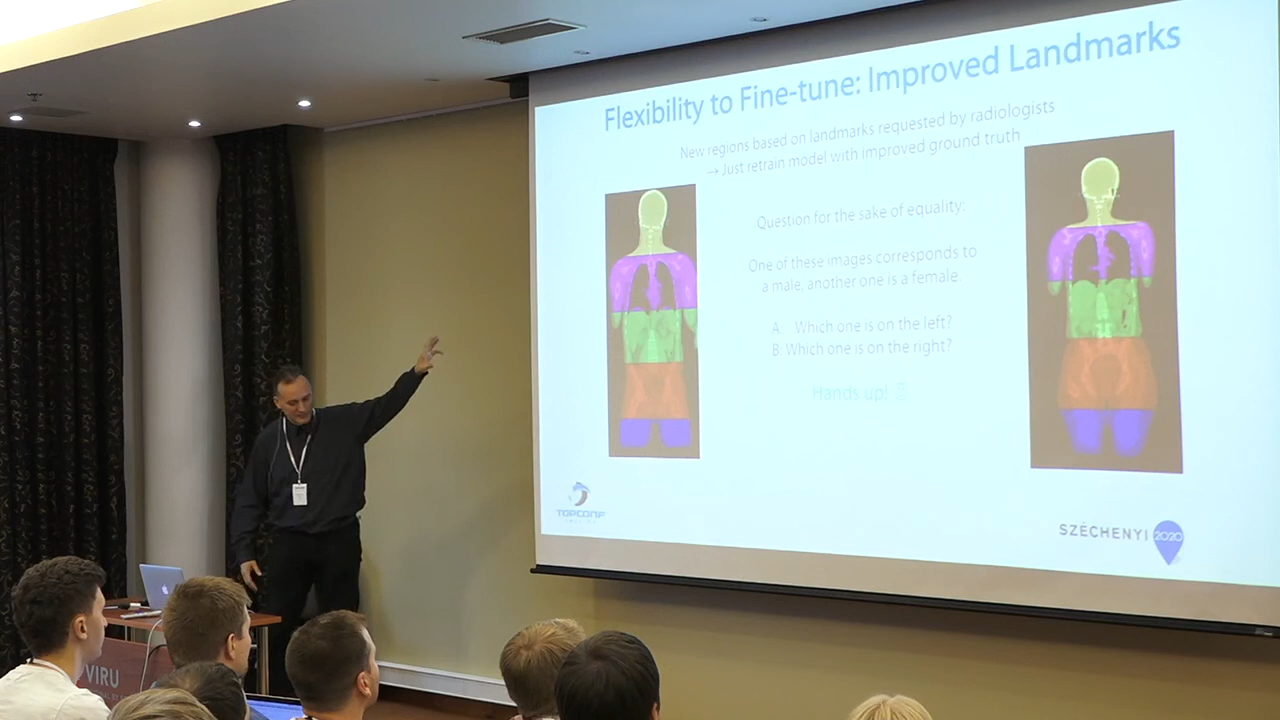 Flexibility to Fine-tune: Improved Landmarks
New regions based on landmarks requested by radiologists
→ Just retrain model with improved ground truth
Question for the sake of equality:
One of these images corresponds to
a male, another one is a female.
A: Which one is on the left?
B: Which one is on the right?
Hands up!
TOPCONF
SZÉCHENYI 2020
VIRU